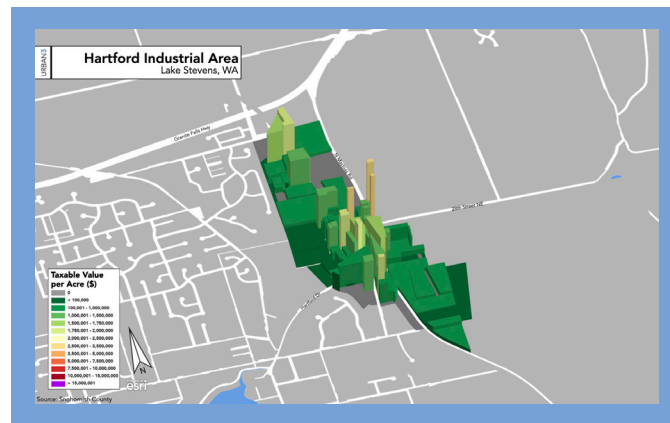 URBAN3
Hartford Industrial Area
Lake Stevens, WA
Granite Falls Hwy
N Machias Rd
28th Street NE
Hartford Dr
Taxable Value
per Acre ($)
0
< 100,000
100,001 - 1,000,000
1,000,001 - 1,500,000
1,500,001 - 1,750,000
1,750,001 - 2,000,000
2,000,001 - 2,500,000
2,500,001 - 3,500,000
3,500,001 - 5,000,000
5,000,001 - 7,500,000
7,500,001 - 10,000,000
10,000,001 - 15,000,000
> 15,000,001
N
esri
Source: Snohomish County